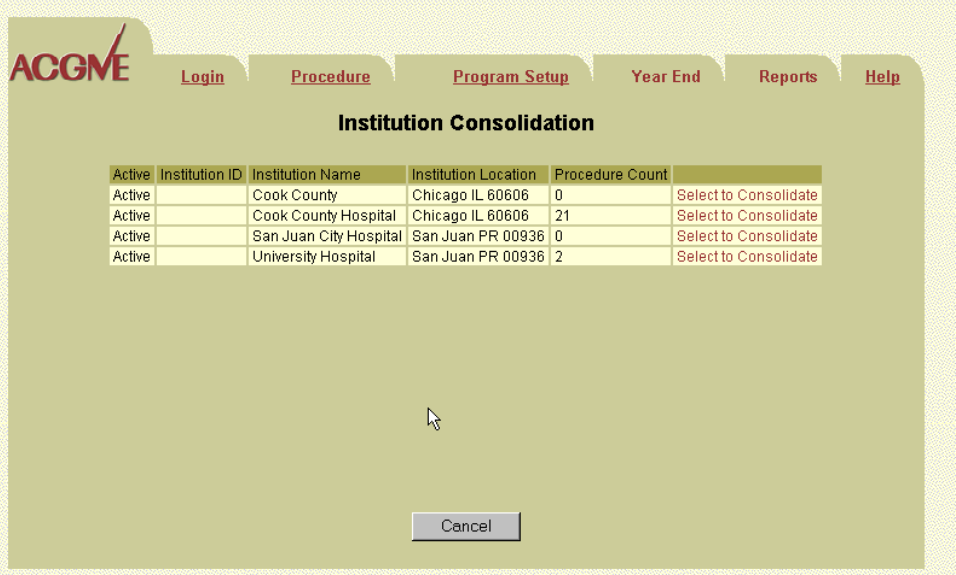 ACGME
Login Procedure Program Setup Year End Reports Help
Institution Consolidation
Active Institution ID Institution Name Institution Location Procedure Count
Active Cook County Chicago IL 60606 0 Select to Consolidate
Active Cook County Hospital Chicago IL 60606 21 Select to Consolidate
Active San Juan City Hospital San Juan PR 00936 0 Select to Consolidate
Active University Hospital San Juan PR 00936 2 Select to Consolidate
Cancel